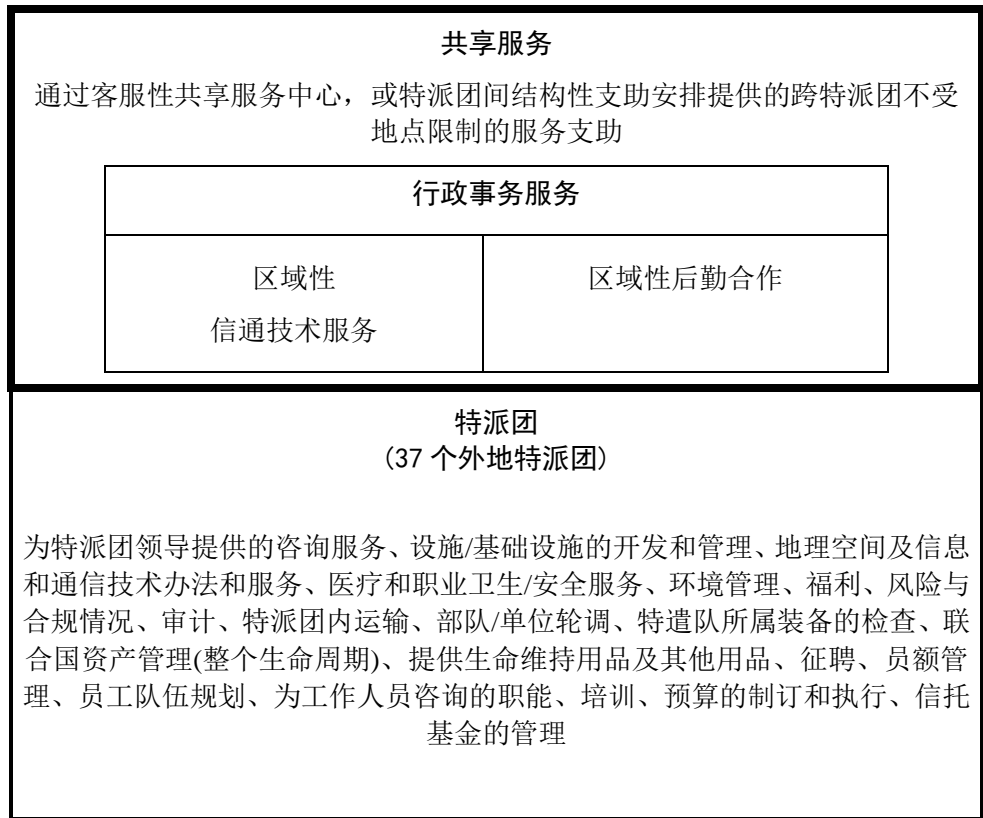 共享服务
通过客服性共享服务中心，或特派团间结构性支助安排提供的跨特派团不受
地点限制的服务支助
行政事务服务
区域性
信通技术服务
区域性后勤合作
特派团
(37 个外地特派团)
为特派团领导提供的咨询服务、设施/基础设施的开发和管理、地理空间及信息
和通信技术办法和服务、医疗和职业卫生/安全服务、环境管理、福利、风险与
合规情况、审计、特派团内运输、部队/单位轮调、特遣队所属装备的检查、联
合国资产管理(整个生命周期)、提供生命维持用品及其他用品、征聘、员额管
理、员工队伍规划、为工作人员咨询的职能、培训、预算的制订和执行、信托
基金的管理